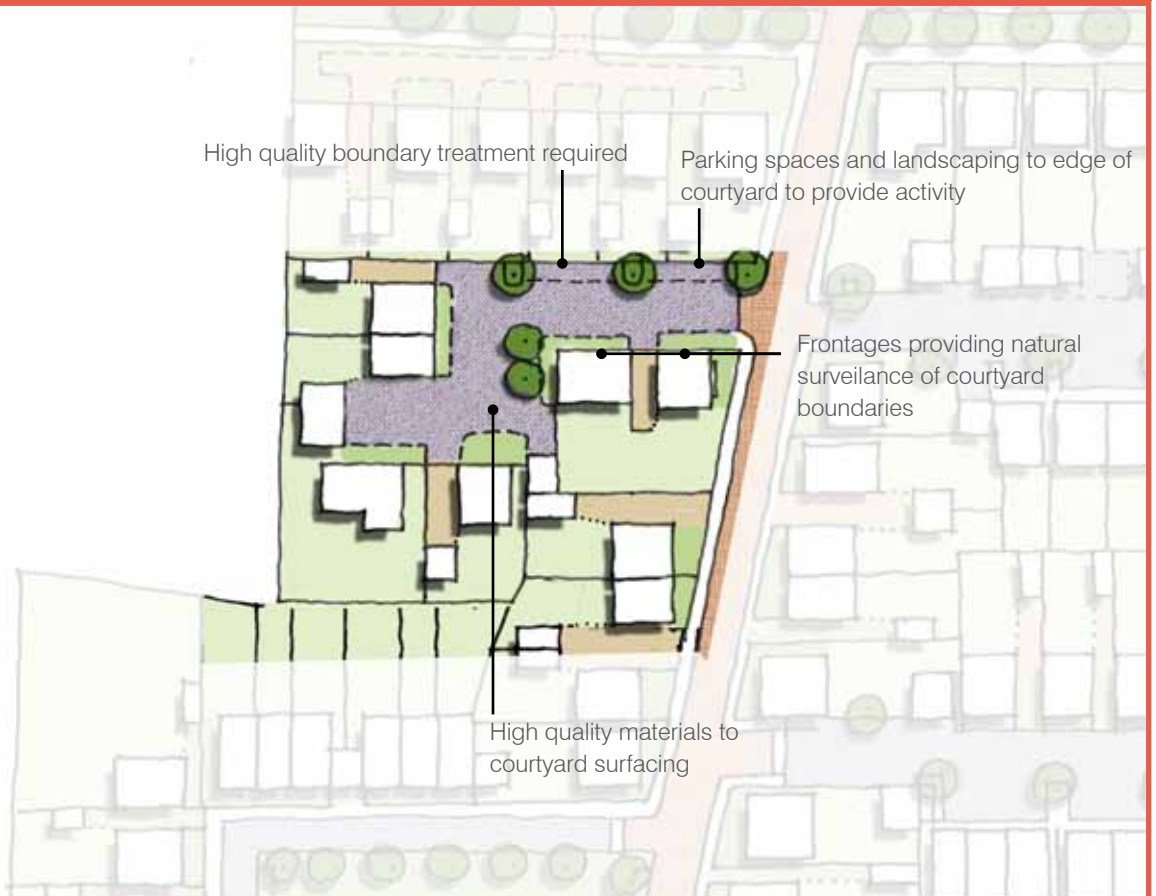 High quality boundary treatment required
Parking spaces and landscaping to edge of
courtyard to provide activity
Frontages providing natural
surveilance of courtyard
boundaries
High quality materials to
courtyard surfacing